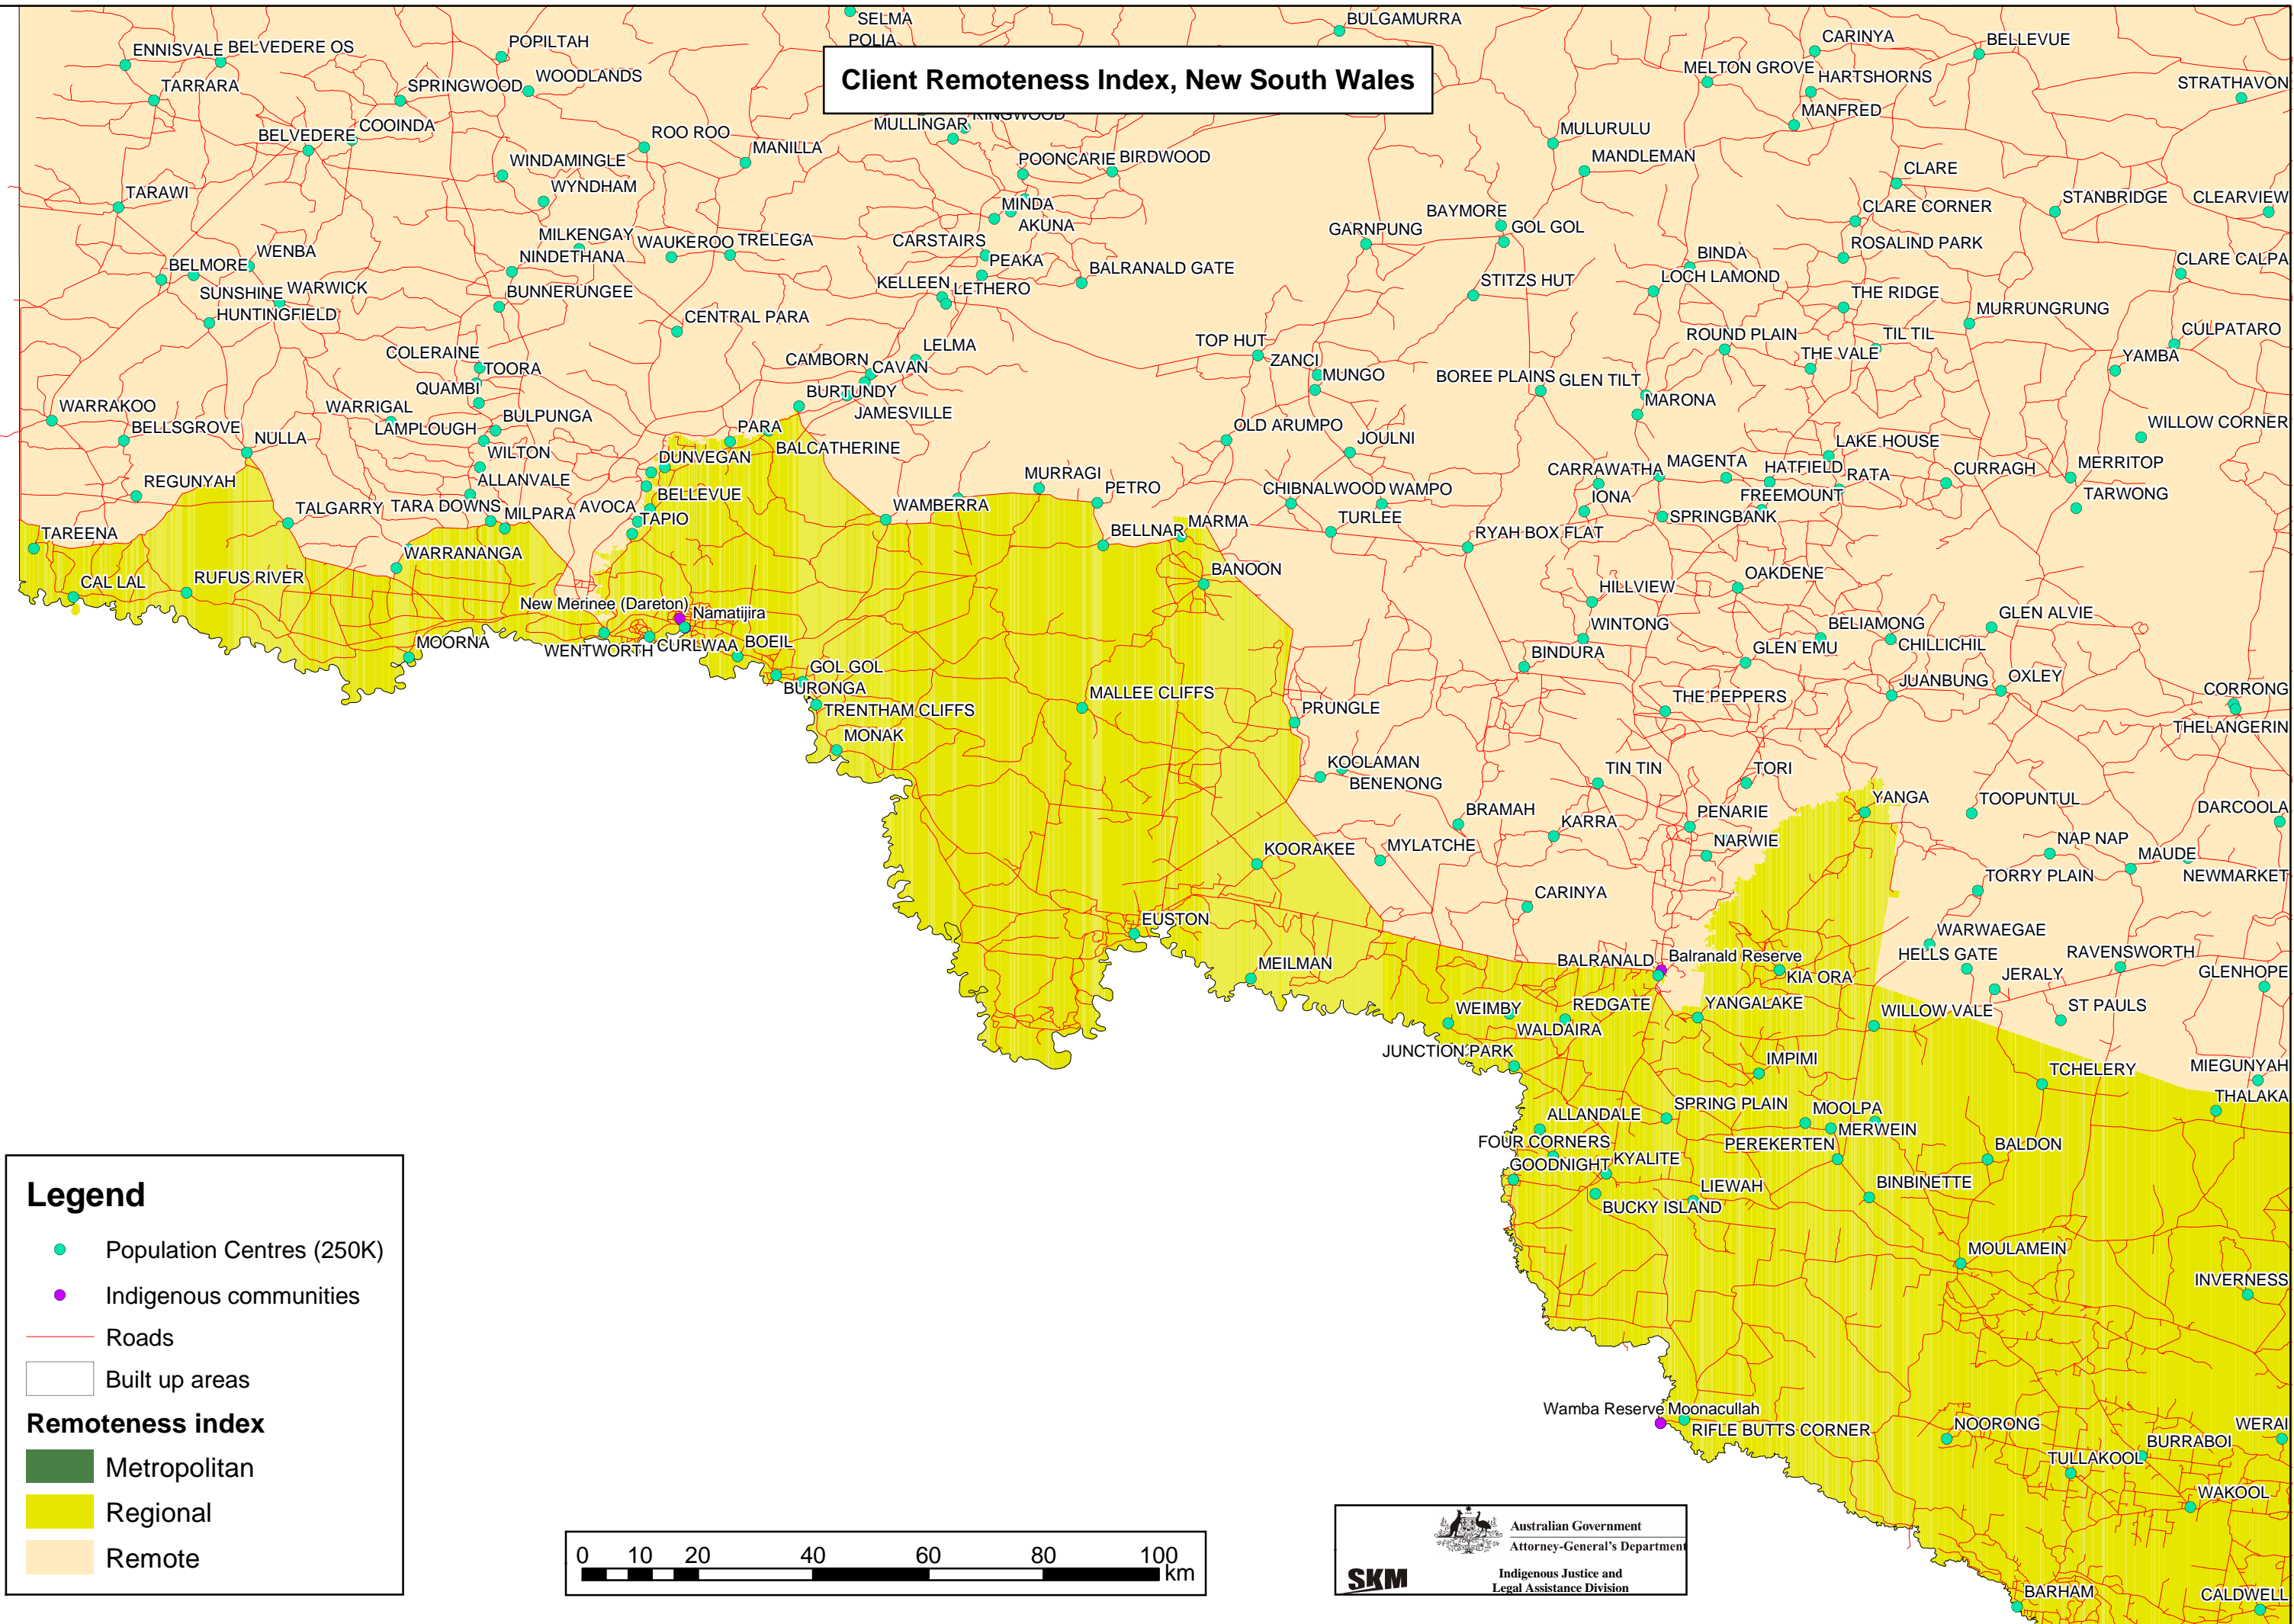 SELMA
BULGAMURRA
POLIA
Client Remoteness Index, New South Wales
ENNISVALE
BELVEDERE OS
POPILTAH
CARINYA
BELLEVUE
TARRARA
SPRINGWOOD
WOODLANDS
MELTON GROVE
HARTSHORNS
STRATHAVON
MANFRED
BELVEDERE
COOINDA
ROO ROO
MANILLA
MULLINGAR
KINGWOOD
MULURULU
WINDAMINGLE
POONCARIE
BIRDWOOD
MANDLEMAN
CLARE
WYNDHAM
TARAWI
MINDA
AKUNA
BAYMORE
GOL GOL
CLARE CORNER
STANBRIDGE
CLEARVIEW
MILKENGAY
WAUKEROO
TRELEGA
CARSTAIRS
GARNPUNG
ROSALIND PARK
WENBA
BELMORE
NINDETHANA
PEAKA
BALRANALD GATE
BINDA
CLARE CALPA
SUNSHINE
WARWICK
BUNNERUNGEE
KELLEEN
LETHERO
STITZS HUT
LOCH LAMOND
THE RIDGE
HUNTINGFIELD
CENTRAL PARA
MURRUNGRUNG
COLERAINE
TOORA
CAMBORN
CAVAN
LELMA
TOP HUT
ZANCI
ROUND PLAIN
TIL TIL
CULPATARO
THE VALE
YAMBA
QUAMBI
BURTUNDY
MUNGO
BOREE PLAINS
GLEN TILT
WARRAKOO
WARRIGAL
BULPUNGA
JAMESVILLE
MARONA
BELLSGROVE
LAMPLOUGH
PARA
OLD ARUMPO
WILLOW CORNER
NULLA
WILTON
DUNVEGAN
BALCATHERINE
JOULNI
LAKE HOUSE
REGUNYAH
ALLANVALE
BELLEVUE
MURRAGI
PETRO
CHIBNALWOOD
WAMPO
CARRAWATHA
MAGENTA
HATFIELD
RATA
CURRAGH
MERRITOP
TALGARRY
TARA DOWNS
MILPARA
AVOCA
TAPIO
WAMBERRA
IONA
FREEMOUNT
TARWONG
TAREENA
BELLNAR
MARMA
TURLEE
RYAH BOX FLAT
SPRINGBANK
WARRANANGA
CAL LAL
RUFUS RIVER
BANOON
HILLVIEW
OAKDENE
New Merinee (Dareton)
Namatijira
WINTONG
BELIAMONG
GLEN ALVIE
MOORNA
WENTWORTH
CURLWAA
BOEIL
BINDURA
GLEN EMU
CHILLICHIL
GOL GOL
BURONGA
MALLEE CLIFFS
THE PEPPERS
JUANBUNG
OXLEY
CORRONG
TRENTHAM CLIFFS
PRUNGLE
THELANGERIN
MONAK
KOOLAMAN
BENENONG
TIN TIN
TORI
YANGA
TOOPUNTUL
DARCOOLA
BRAMAH
KARRA
PENARIE
NARWIE
KOORAKEE
MYLATCHE
NAP NAP
MAUDE
TORRY PLAIN
NEWMARKET
CARINYA
EUSTON
WARWAEGAE
MEILMAN
BALRANALD
Balranald Reserve
KIA ORA
HELLS GATE
RAVENSWORTH
JERALY
GLENHOPE
WEIMBY
REDGATE
WALDAIRA
YANGALAKE
WILLOW VALE
ST PAULS
JUNCTION PARK
IMPIMI
TCHELERY
MIEGUNYAH
THALAKA
ALLANDALE
SPRING PLAIN
MOOLPA
FOUR CORNERS
PEREKERTEN
MERWEIN
BALDON
GOODNIGHT
KYALITE
LIEWAH
BINBINETTE
BUCKY ISLAND
MOULAMEIN
INVERNESS
Wamba Reserve
Moonacullah
RIFLE BUTTS CORNER
NOORONG
WERAI
BURRABOI
TULLAKOOL
WAKOOL
BARHAM
CALDWELL
Legend
Population Centres (250K)
Indigenous communities
Roads
Built up areas
Remoteness index
Metropolitan
Regional
Remote
0 10 20 40 60 80 100
km
Australian Government
Attorney-General's Department
SKM
Indigenous Justice and
Legal Assistance Division